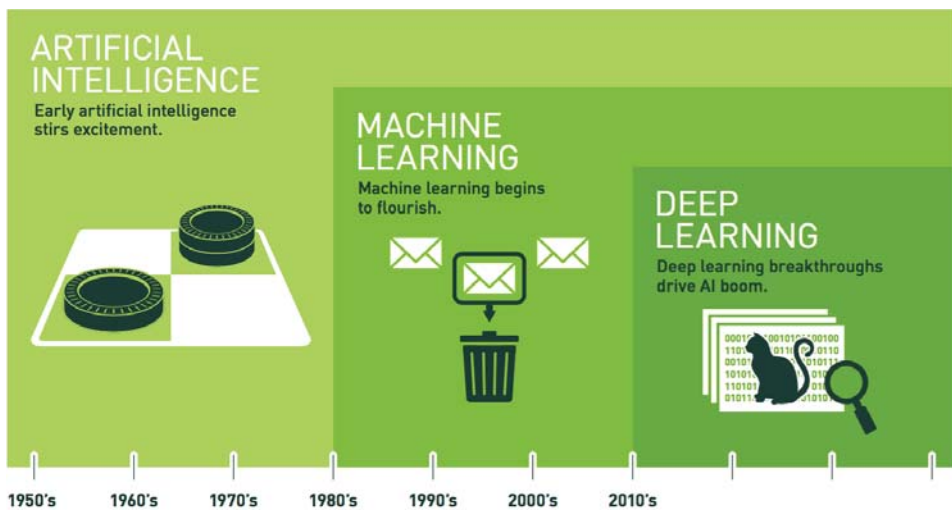 ARTIFICIAL
INTELLIGENCE
Early artificial intelligence
stirs excitement.
MACHINE
LEARNING
Machine learning begins
to flourish.
DEEP
LEARNING
Deep learning breakthroughs
drive AI boom.
1950's 1960's 1970's 1980's 1990's 2000's 2010's